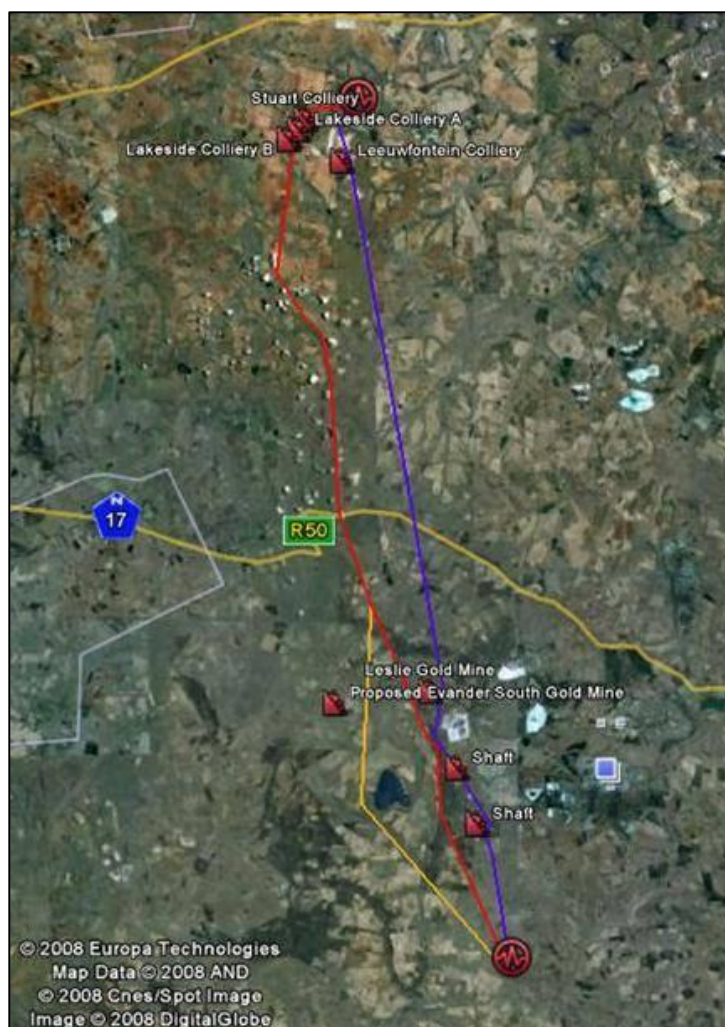 Stuart Colliery
Lakeside Colliery A
Lakeside Colliery B
Leeuwfontein Colliery
N
17
R50
Leslie Gold Mine
Proposed Evander South Gold Mine
Shaft
Shaft
© 2008 Europa Technologies
Map Data © 2008 AND
© 2008 Cnes/Spot Image
Image © 2008 DigitalGlobe